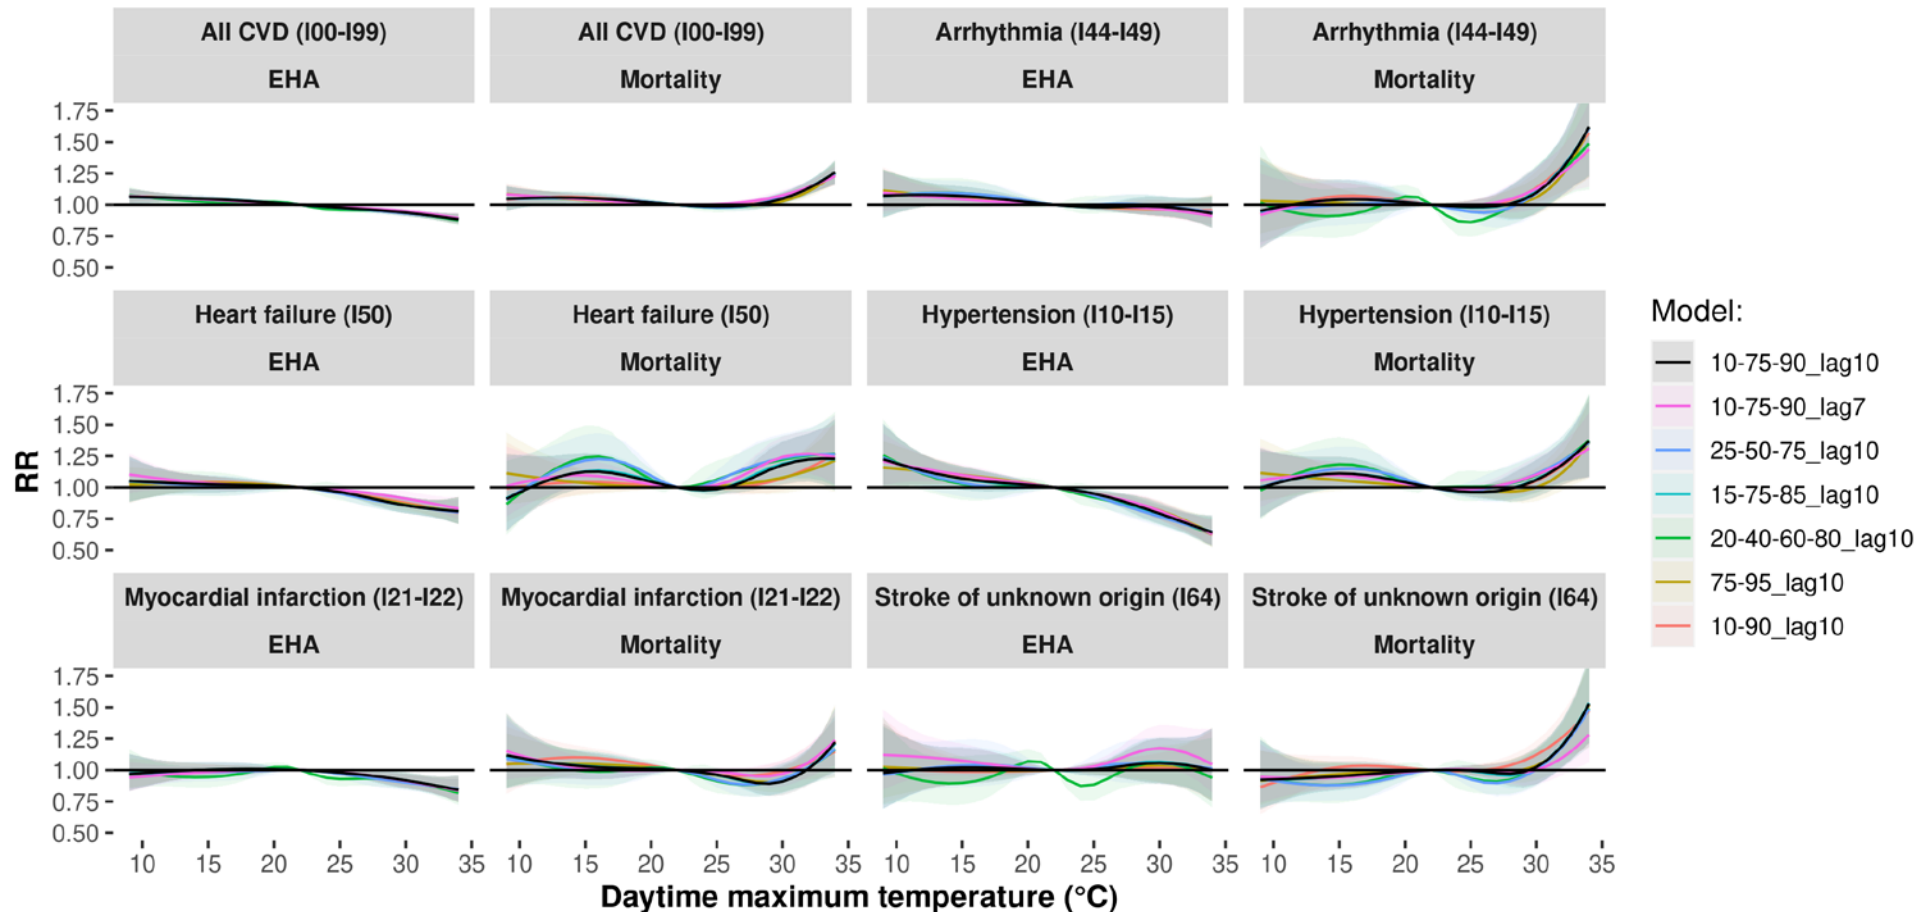 All CVD (I00-I99)
EHA
All CVD (I00-I99)
Mortality
Arrhythmia (I44-I49)
EHA
Arrhythmia (I44-I49)
Mortality
1.75
1.50
1.25
1.00
0.75
0.50
Heart failure (I50)
EHA
Heart failure (I50)
Mortality
Hypertension (I10-I15)
EHA
Hypertension (I10-I15)
Mortality
1.75
1.50
1.25
1.00
0.75
0.50
RR
Myocardial infarction (I21-I22)
EHA
Myocardial infarction (I21-I22)
Mortality
Stroke of unknown origin (I64)
EHA
Stroke of unknown origin (I64)
Mortality
1.75
1.50
1.25
1.00
0.75
0.50
10 15 20 25 30 35
10 15 20 25 30 35
10 15 20 25 30 35
10 15 20 25 30 35
Daytime maximum temperature (°C)
Model:
10-75-90_lag10
10-75-90_lag7
25-50-75_lag10
15-75-85_lag10
20-40-60-80_lag10
75-95_lag10
10-90_lag10